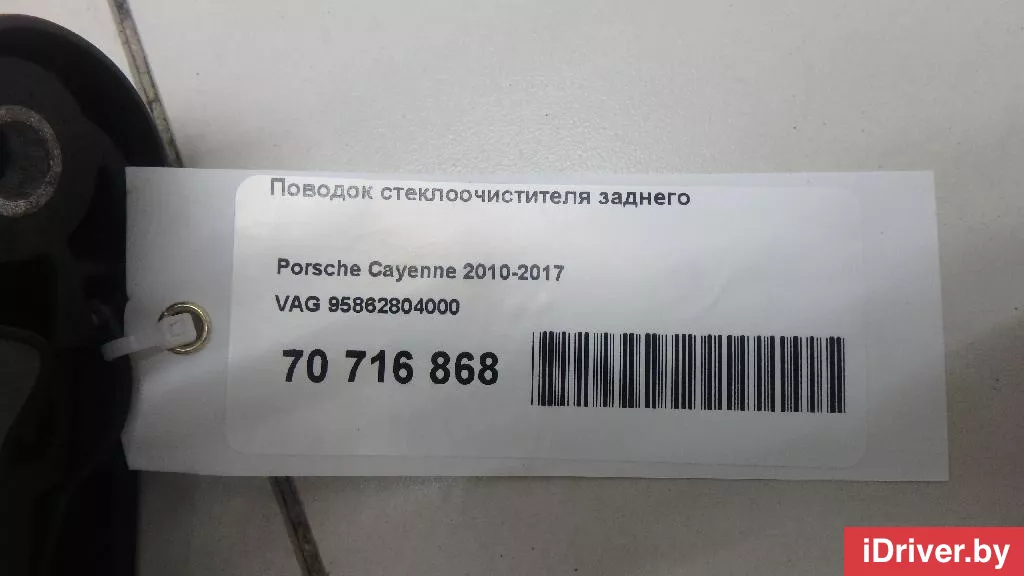 Поводок стеклоочистителя заднего
Porsche Cayenne 2010-2017
VAG 95862804000
70 716 868
iDriver.by